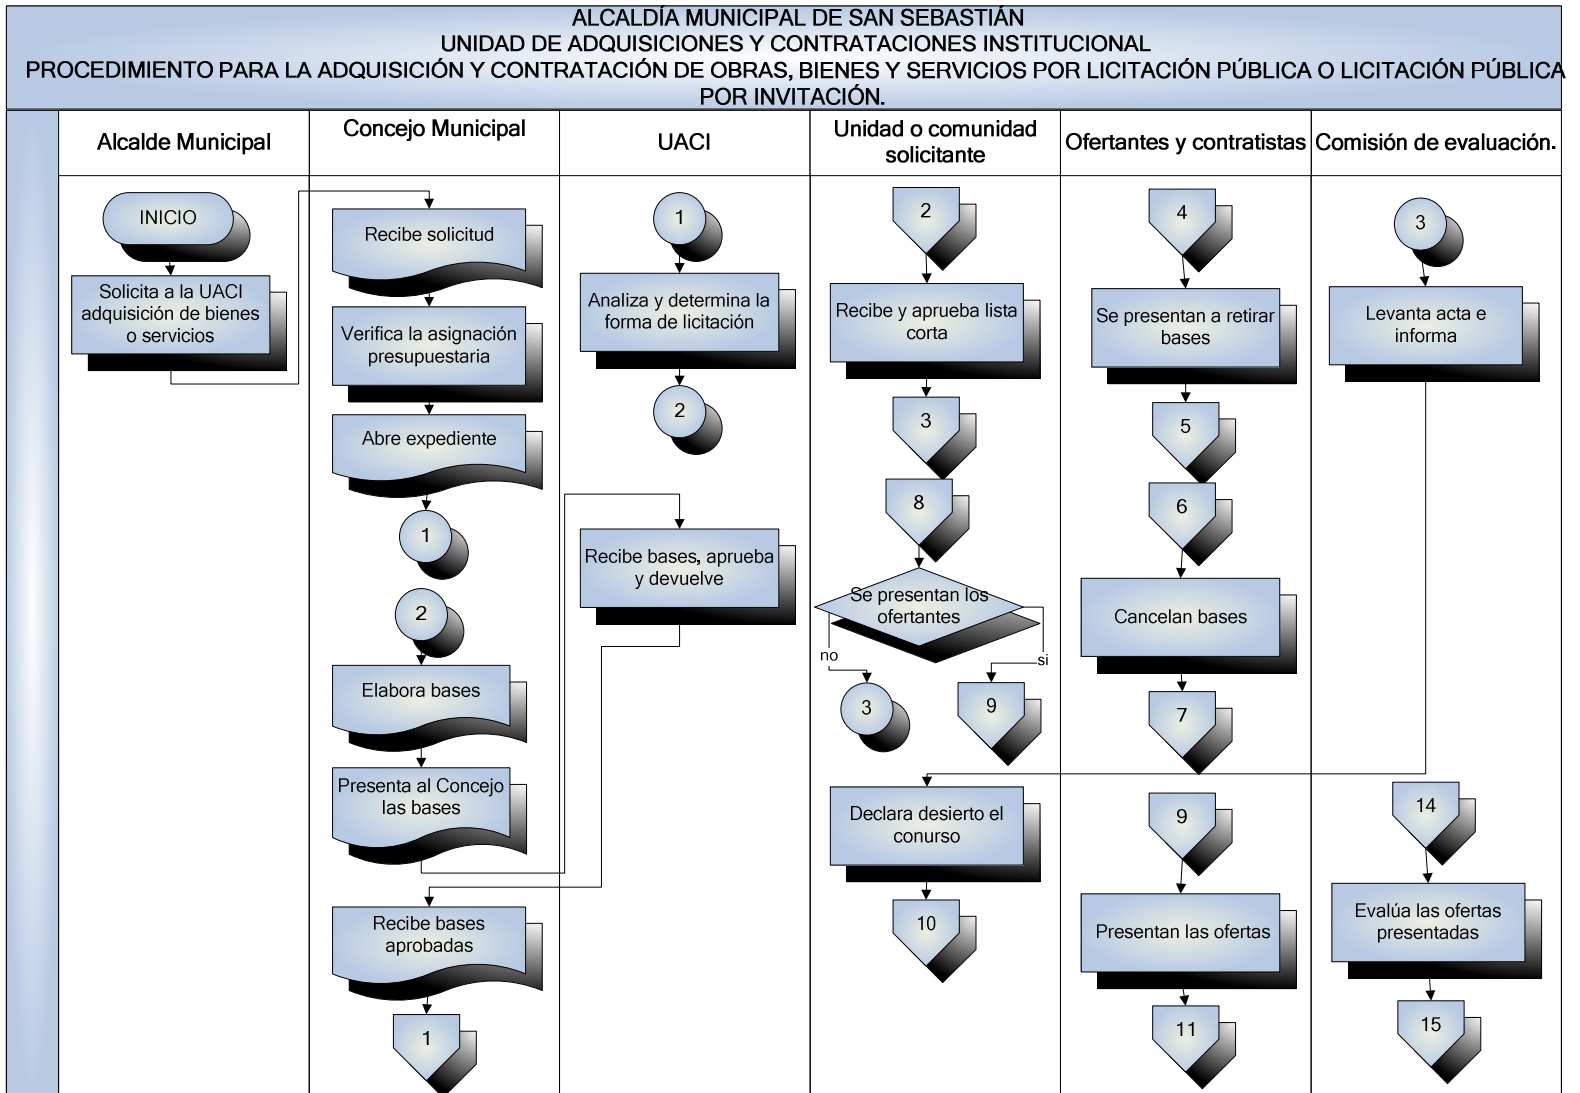 ALCALDÍA MUNICIPAL DE SAN SEBASTIÁN
UNIDAD DE ADQUISICIONES Y CONTRATACIONES INSTITUCIONAL
PROCEDIMIENTO PARA LA ADQUISICIÓN Y CONTRATACIÓN DE OBRAS, BIENES Y SERVICIOS POR LICITACIÓN PÚBLICA O LICITACIÓN PÚBLICA
POR INVITACIÓN.
Alcalde Municipal
Concejo Municipal
UACI
Unidad o comunidad
solicitante
Ofertantes y contratistas
Comisión de evaluación.
INICIO
Solicita a la UACI
adquisición de bienes
o servicios
Recibe solicitud
Verifica la asignación
presupuestaria
Abre expediente
1
2
Elabora bases
Presenta al Concejo
las bases
Recibe bases
aprobadas
1
1
Analiza y determina la
forma de licitación
2
Recibe bases, aprueba
y devuelve
2
Recibe y aprueba lista
corta
3
8
Se presentan los
ofertantes
no
si
3
9
Declara desierto el
conurso
10
4
Se presentan a retirar
bases
5
6
Cancelan bases
7
9
Presentan las ofertas
11
3
Levanta acta e
informa
14
Evalúa las ofertas
presentadas
15